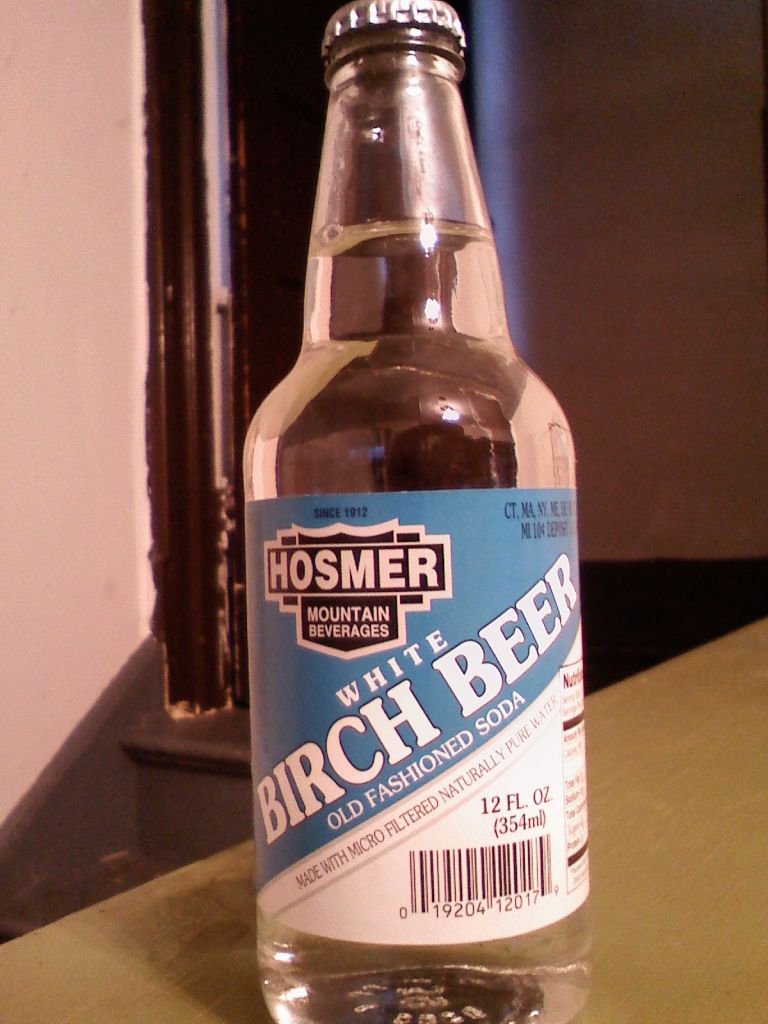 SINCE 1912
CT, MA, NY, ME, DE
MI 10¢ DEPOSIT
HOSMER
MOUNTAIN
BEVERAGES
WHITE
BIRCH BEER
OLD FASHIONED SODA
MADE WITH MICRO FILTERED NATURALLY PURE WATER
12 FL. OZ.
(354ml)
0 19204 12017 9